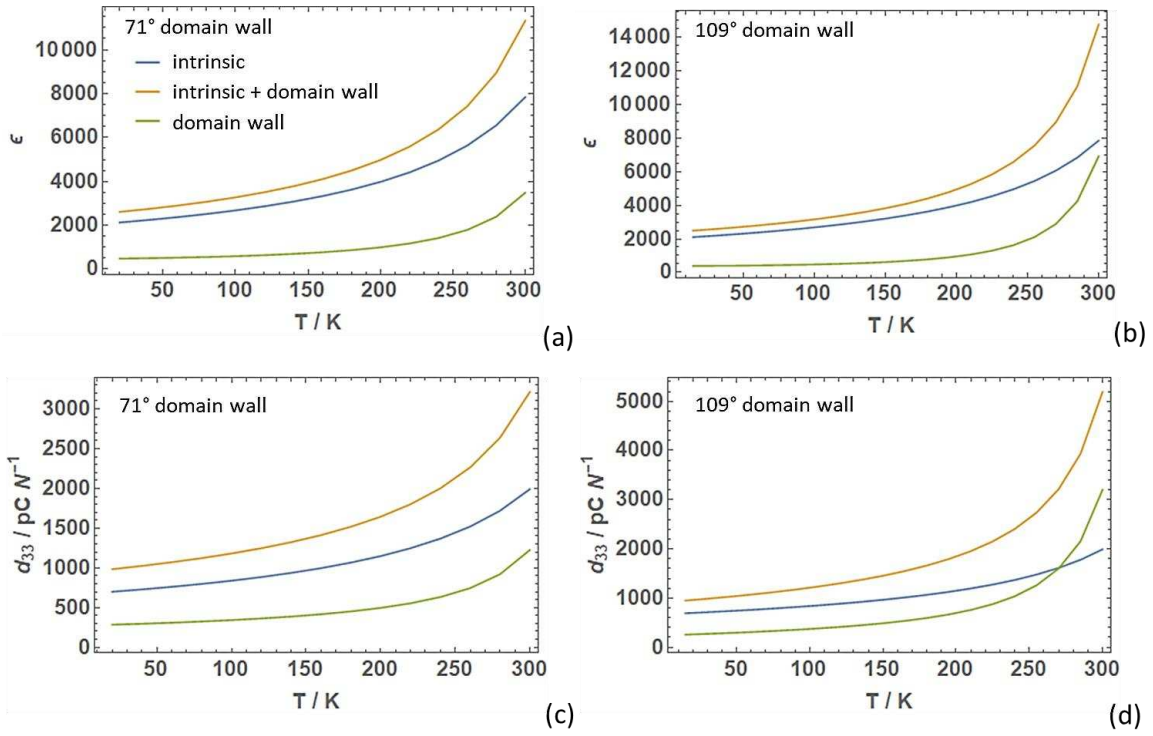 71° domain wall
intrinsic
intrinsic + domain wall
domain wall
10 000
8000
6000
4000
2000
0
ϵ
50 100 150 200 250 300
T / K
(a)
109° domain wall
14 000
12 000
10 000
8000
6000
4000
2000
0
ϵ
50 100 150 200 250 300
T / K
(b)
71° domain wall
3000
2500
2000
1500
1000
500
0
d33 / pC N−1
50 100 150 200 250 300
T / K
(c)
109° domain wall
5000
4000
3000
2000
1000
0
d33 / pC N−1
50 100 150 200 250 300
T / K
(d)